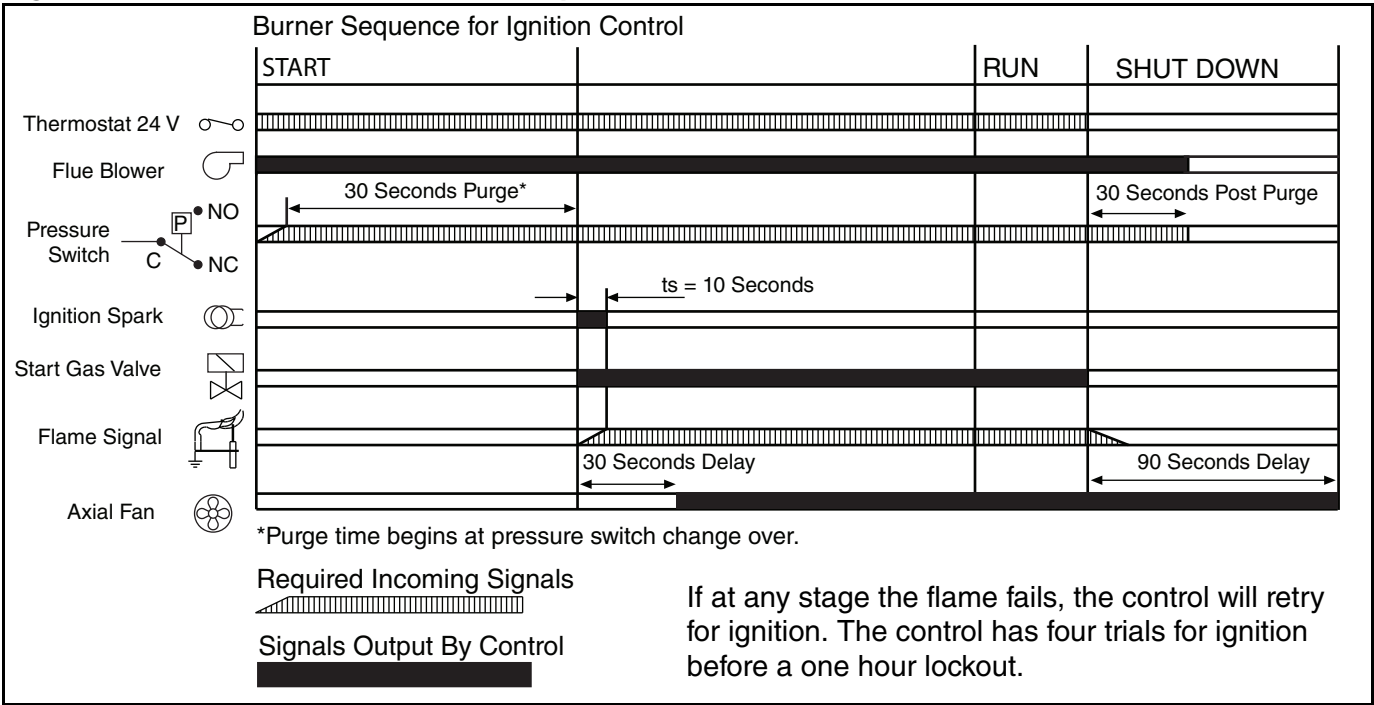 Burner Sequence for Ignition Control
START
RUN
SHUT DOWN
Thermostat 24 V
Flue Blower
30 Seconds Purge*
30 Seconds Post Purge
Pressure
Switch
P
NO
C
NC
ts = 10 Seconds
Ignition Spark
Start Gas Valve
Flame Signal
30 Seconds Delay
90 Seconds Delay
Axial Fan
*Purge time begins at pressure switch change over.
Required Incoming Signals
Signals Output By Control
If at any stage the flame fails, the control will retry
for ignition. The control has four trials for ignition
before a one hour lockout.